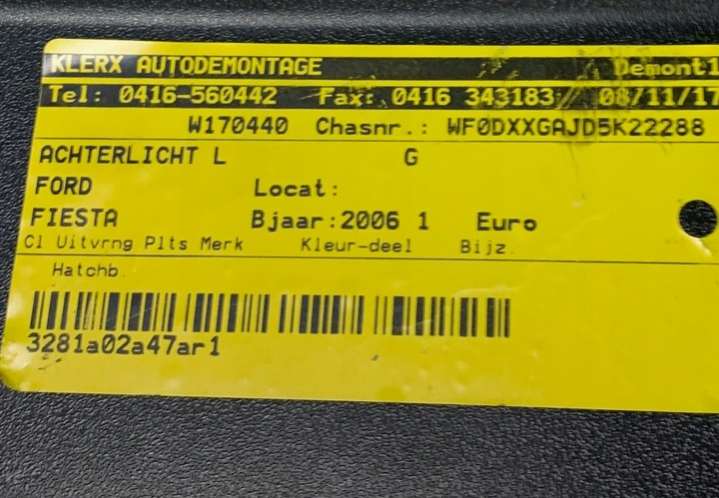 KLERX AUTODEMONTAGE Demont1
Tel: 0416-560442 Fax: 0416 343183 08/11/17
W170440 Chasnr.: WF0DXXGAJD5K22288
ACHTERLICHT L G
FORD Locat:
FIESTA Bjaar:2006 1 Euro
Cl Uitvrng Plts Merk Kleur-deel Bijz.
Hatchb
3281a02a47ar1